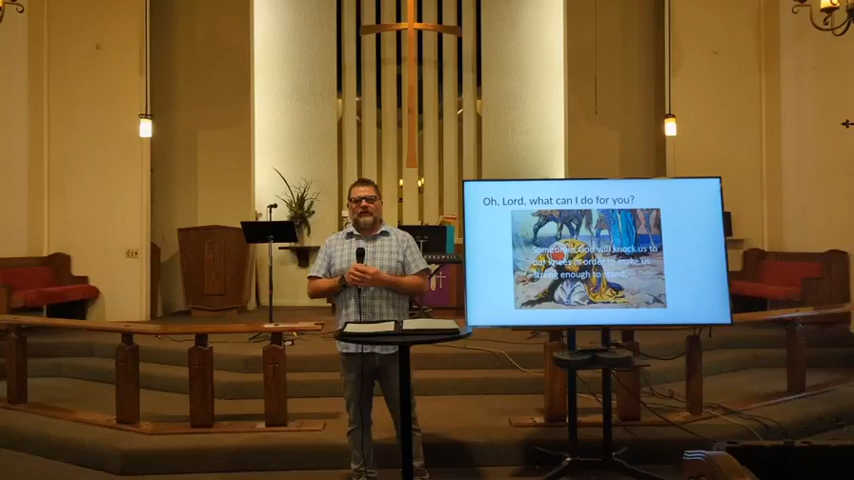 Oh, Lord, what can I do for you?
Sometimes God will knock us to
our knees in order to make us
strong enough to stand.